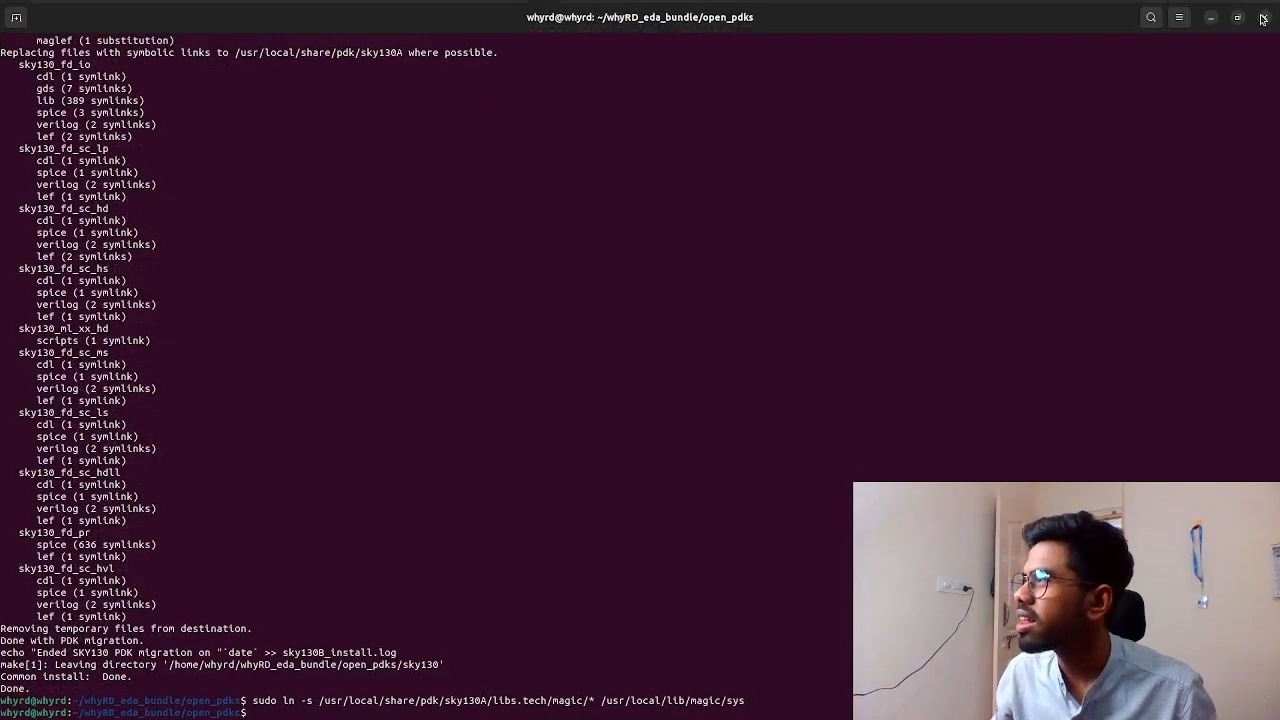 whyrd@whyrd: ~/whyRD_eda_bundle/open_pdks
maglef (1 substitution)
Replacing files with symbolic links to /usr/local/share/pdk/sky130A where possible.
sky130_fd_io
cdl (1 symlink)
gds (7 symlinks)
lib (389 symlinks)
spice (3 symlinks)
verilog (2 symlinks)
lef (2 symlinks)
sky130_fd_sc_lp
cdl (1 symlink)
spice (1 symlink)
verilog (2 symlinks)
lef (1 symlink)
sky130_fd_sc_hd
cdl (1 symlink)
spice (1 symlink)
verilog (2 symlinks)
lef (2 symlinks)
sky130_fd_sc_hs
cdl (1 symlink)
spice (1 symlink)
verilog (2 symlinks)
lef (1 symlink)
sky130_ml_xx_hd
scripts (1 symlink)
sky130_fd_sc_ms
cdl (1 symlink)
spice (1 symlink)
verilog (2 symlinks)
lef (1 symlink)
sky130_fd_sc_ls
cdl (1 symlink)
spice (1 symlink)
verilog (2 symlinks)
lef (1 symlink)
sky130_fd_sc_hdll
cdl (1 symlink)
spice (1 symlink)
verilog (2 symlinks)
lef (1 symlink)
sky130_fd_pr
spice (636 symlinks)
lef (1 symlink)
sky130_fd_sc_hvl
cdl (1 symlink)
spice (1 symlink)
verilog (2 symlinks)
lef (1 symlink)
Removing temporary files from destination.
Done with PDK migration.
echo "Ended SKY130 PDK migration on "`date` >> sky130B_install.log
make[1]: Leaving directory '/home/whyrd/whyRD_eda_bundle/open_pdks/sky130'
Common install:  Done.
Done.
whyrd@whyrd:~/whyRD_eda_bundle/open_pdks$ sudo ln -s /usr/local/share/pdk/sky130A/libs.tech/magic/* /usr/local/lib/magic/sys
whyrd@whyrd:~/whyRD_eda_bundle/open_pdks$